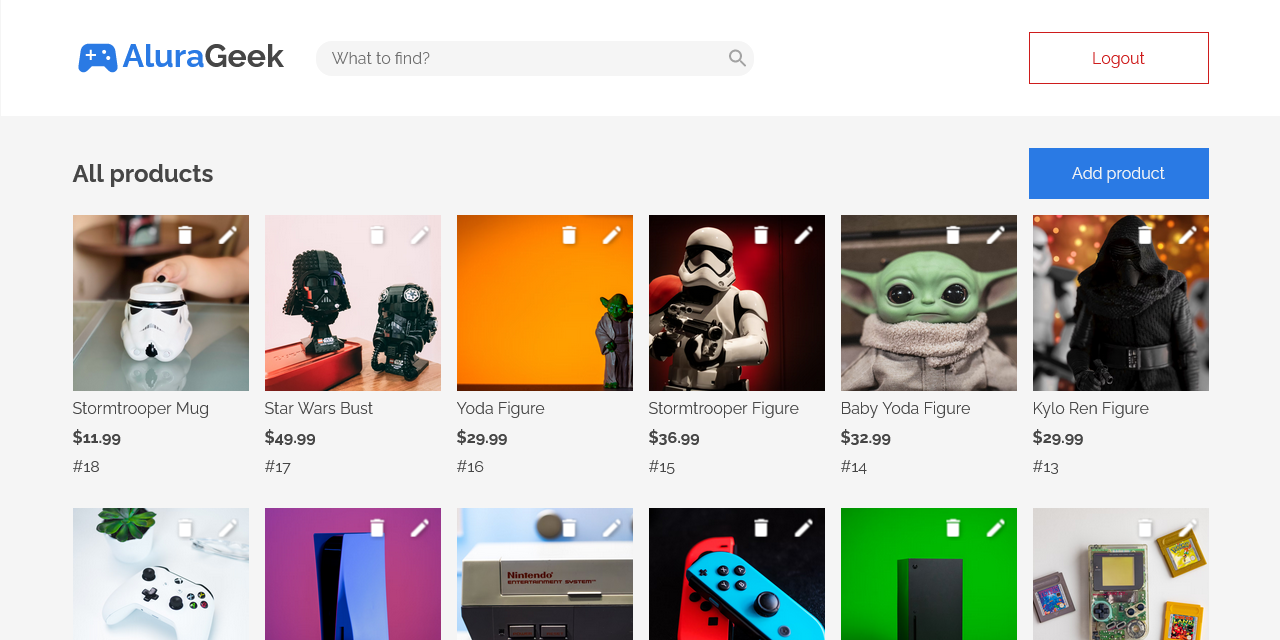 AluraGeek
What to find?
Logout
All products
Add product
Stormtrooper Mug
$11.99
#18
Star Wars Bust
$49.99
#17
Yoda Figure
$29.99
#16
Stormtrooper Figure
$36.99
#15
Baby Yoda Figure
$32.99
#14
Kylo Ren Figure
$29.99
#13
Nintendo
ENTERTAINMENT SYSTEM™